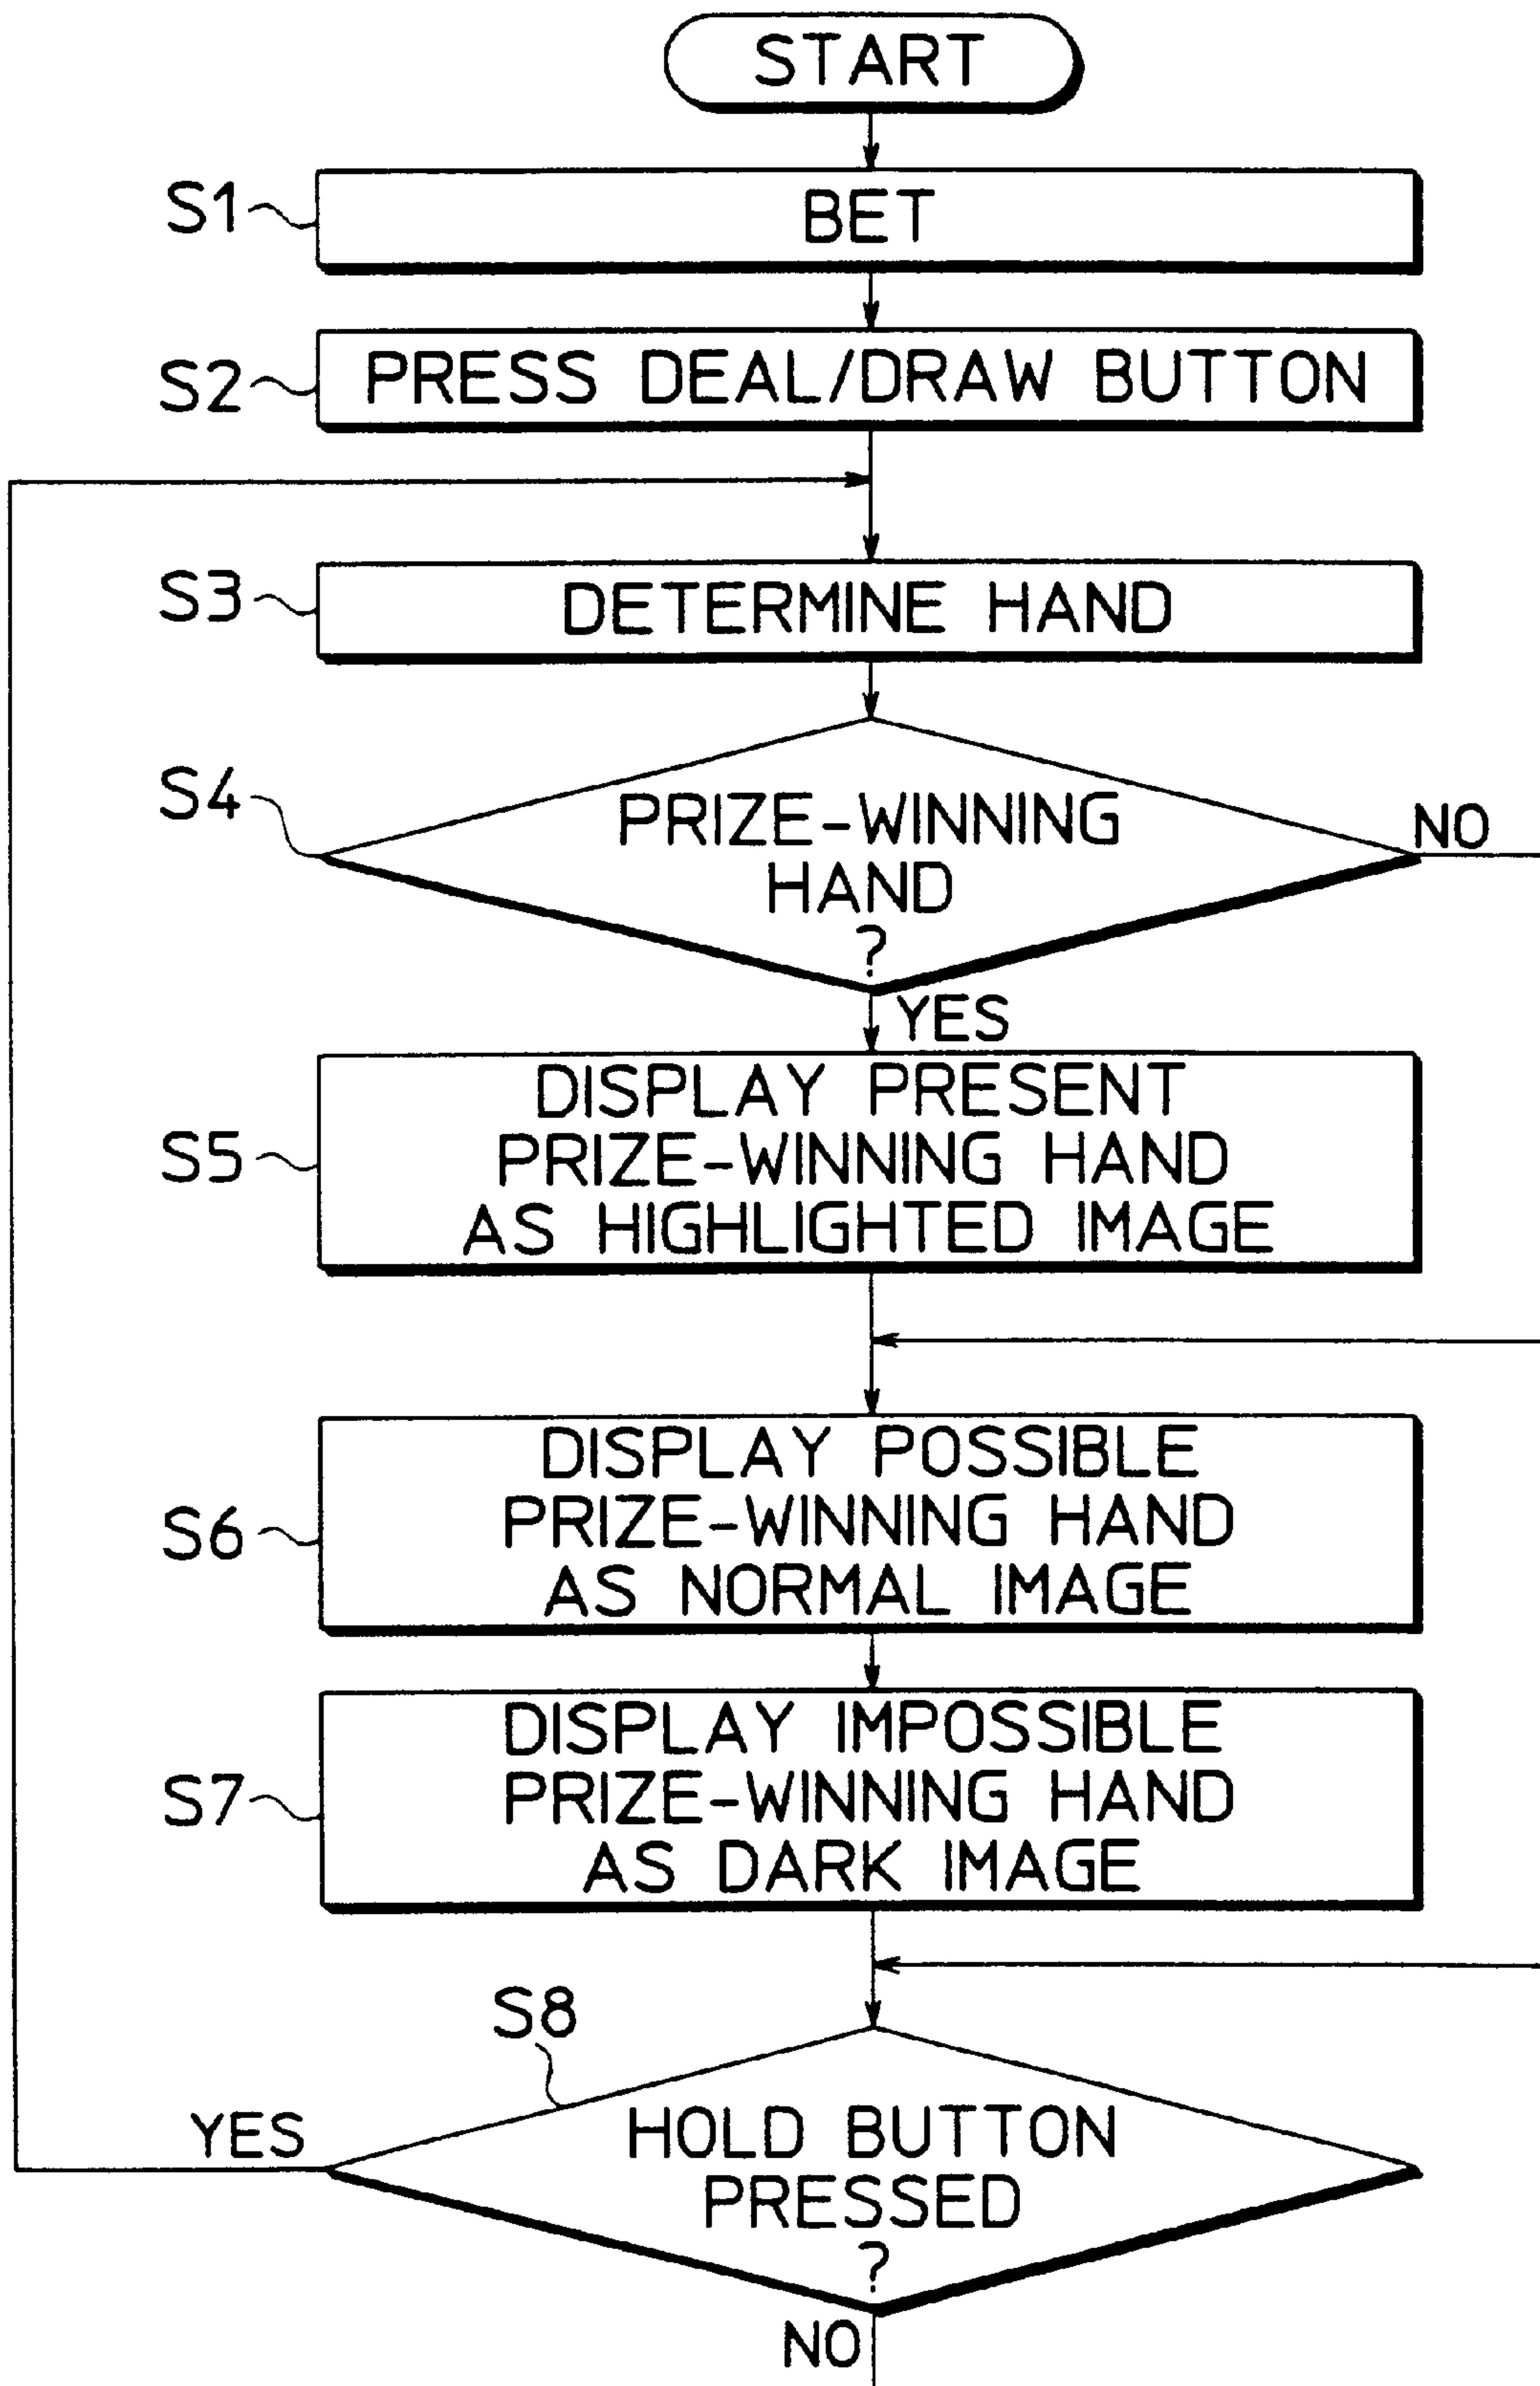 START
S1
BET
S2
PRESS DEAL/DRAW BUTTON
S3
DETERMINE HAND
S4
PRIZE-WINNING
HAND
?
NO
YES
S5
DISPLAY PRESENT
PRIZE-WINNING HAND
AS HIGHLIGHTED IMAGE
S6
DISPLAY POSSIBLE
PRIZE-WINNING HAND
AS NORMAL IMAGE
S7
DISPLAY IMPOSSIBLE
PRIZE-WINNING HAND
AS DARK IMAGE
S8
YES
HOLD BUTTON
PRESSED
?
NO